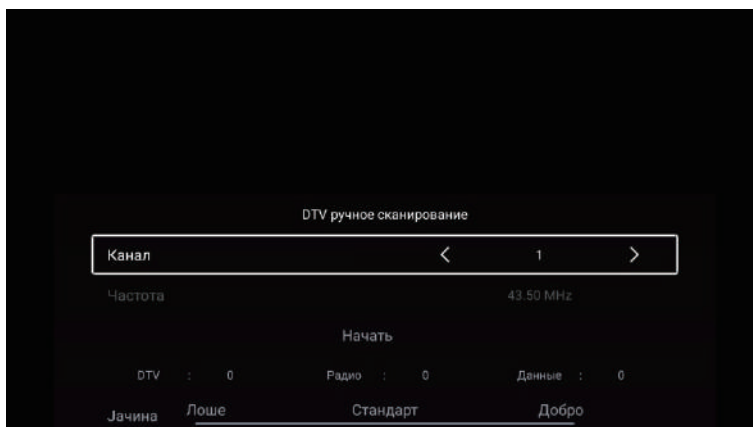 DTV ручное сканирование
Канал < 1 >
Частота 43.50 MHz
Начать
DTV : 0 Радио : 0 Данные : 0
Јачина Лоше Стандарт Добро